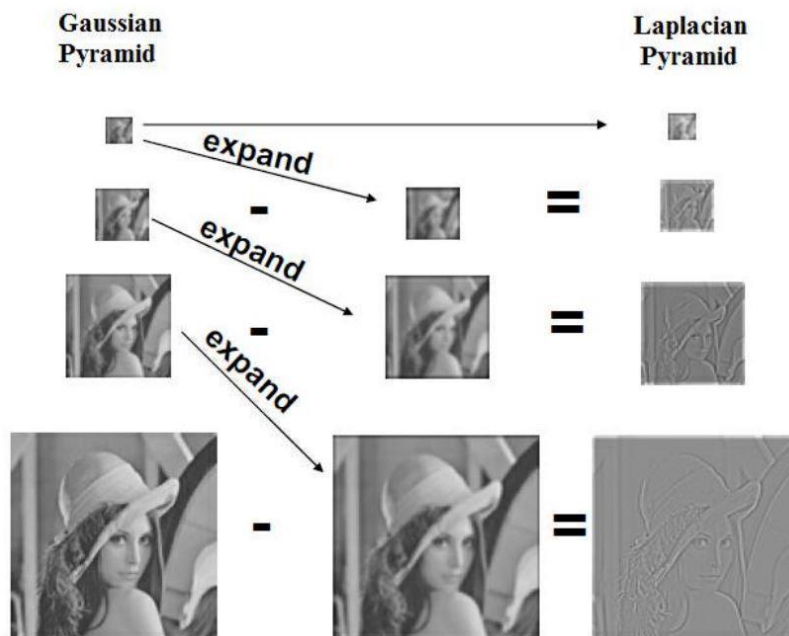 Gaussian
Pyramid
Laplacian
Pyramid
expand
-
=
expand
-
=
expand
-
=